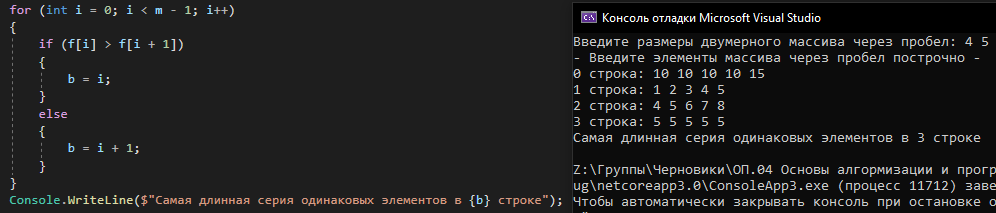 for (int i = 0; i < m - 1; i++)
{
if (f[i] > f[i + 1])
{
b = i;
}
else
{
b = i + 1;
}
}
Console.WriteLine($"Самая длинная серия одинаковых элементов в {b} строке");
Консоль отладки Microsoft Visual Studio
Введите размеры двумерного массива через пробел: 4 5
- Введите элементы массива через пробел построчно -
0 строка: 10 10 10 10 15
1 строка: 1 2 3 4 5
2 строка: 4 5 6 7 8
3 строка: 5 5 5 5 5
Самая длинная серия одинаковых элементов в 3 строке
Z:\Группы\Черновики\ОП.04 Основы алгормизации и прогр
ug\netcoreapp3.0\ConsoleApp3.exe (процесс 11712) заве
Чтобы автоматически закрывать консоль при остановке о